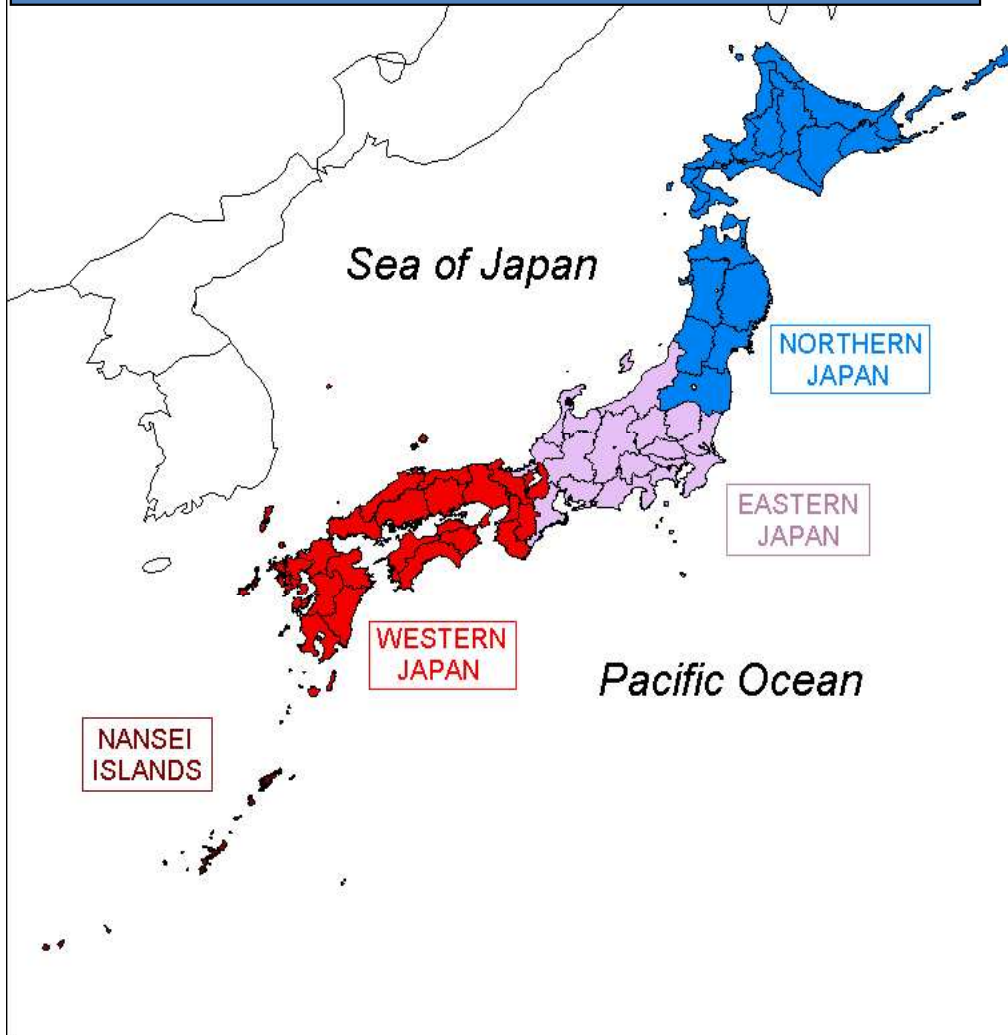 Sea of Japan
NORTHERN
JAPAN
EASTERN
JAPAN
WESTERN
JAPAN
Pacific Ocean
NANSEI
ISLANDS